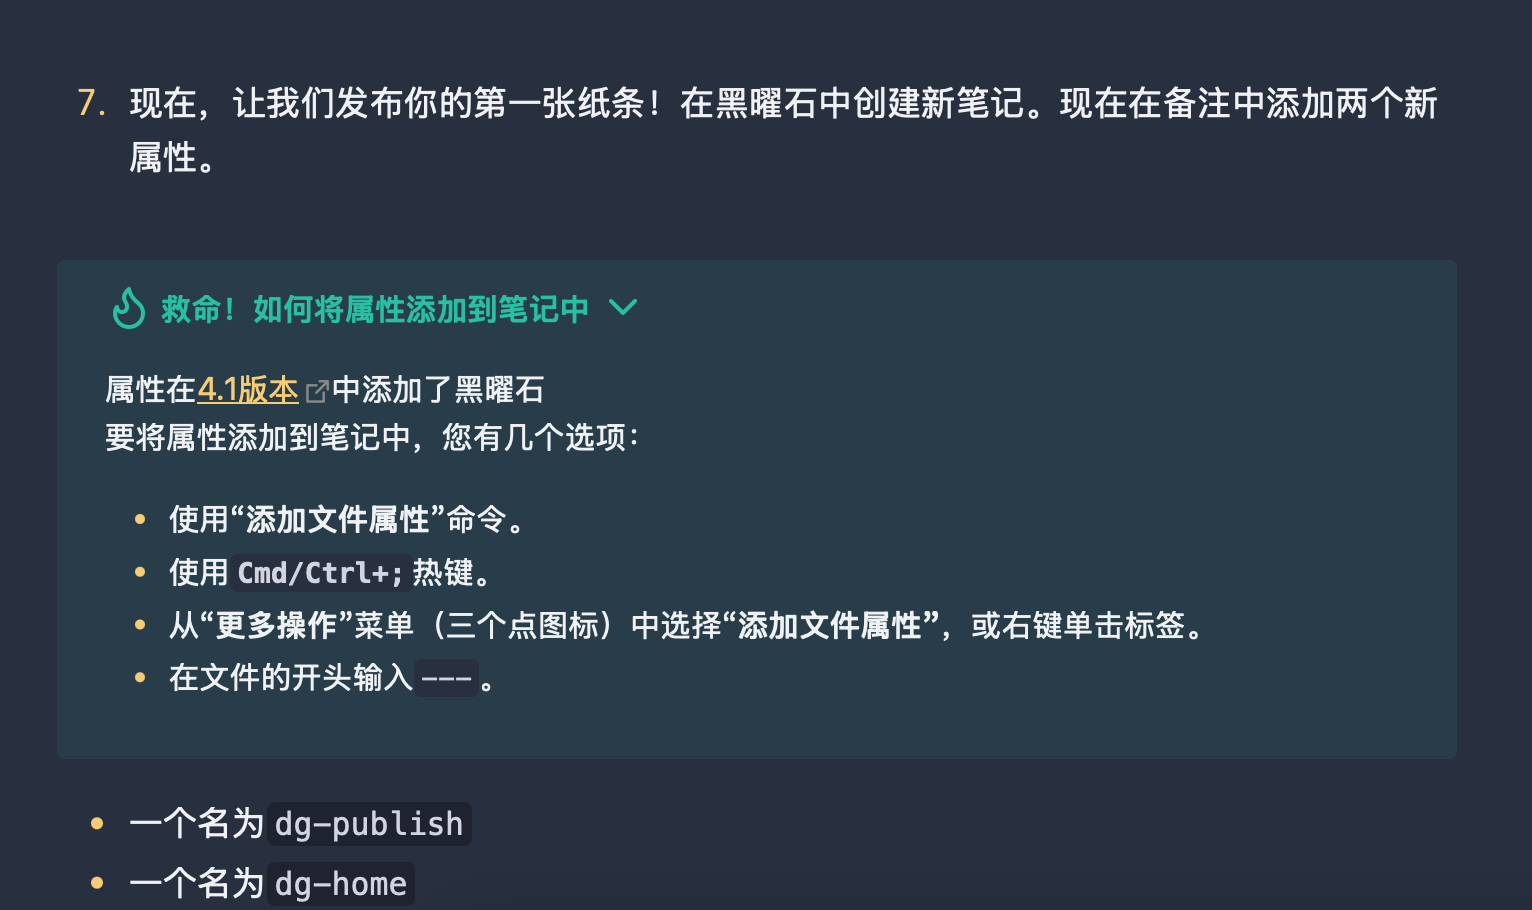 7. 现在，让我们发布你的第一张纸条！在黑曜石中创建新笔记。现在在备注中添加两个新
属性。
救命！如何将属性添加到笔记中
属性在4.1版本中添加了黑曜石
要将属性添加到笔记中，您有几个选项：
使用“添加文件属性”命令。
使用Cmd/Ctrl+;热键。
从“更多操作”菜单（三个点图标）中选择“添加文件属性”，或右键单击标签。
在文件的开头输入---。
一个名为dg-publish
一个名为dg-home